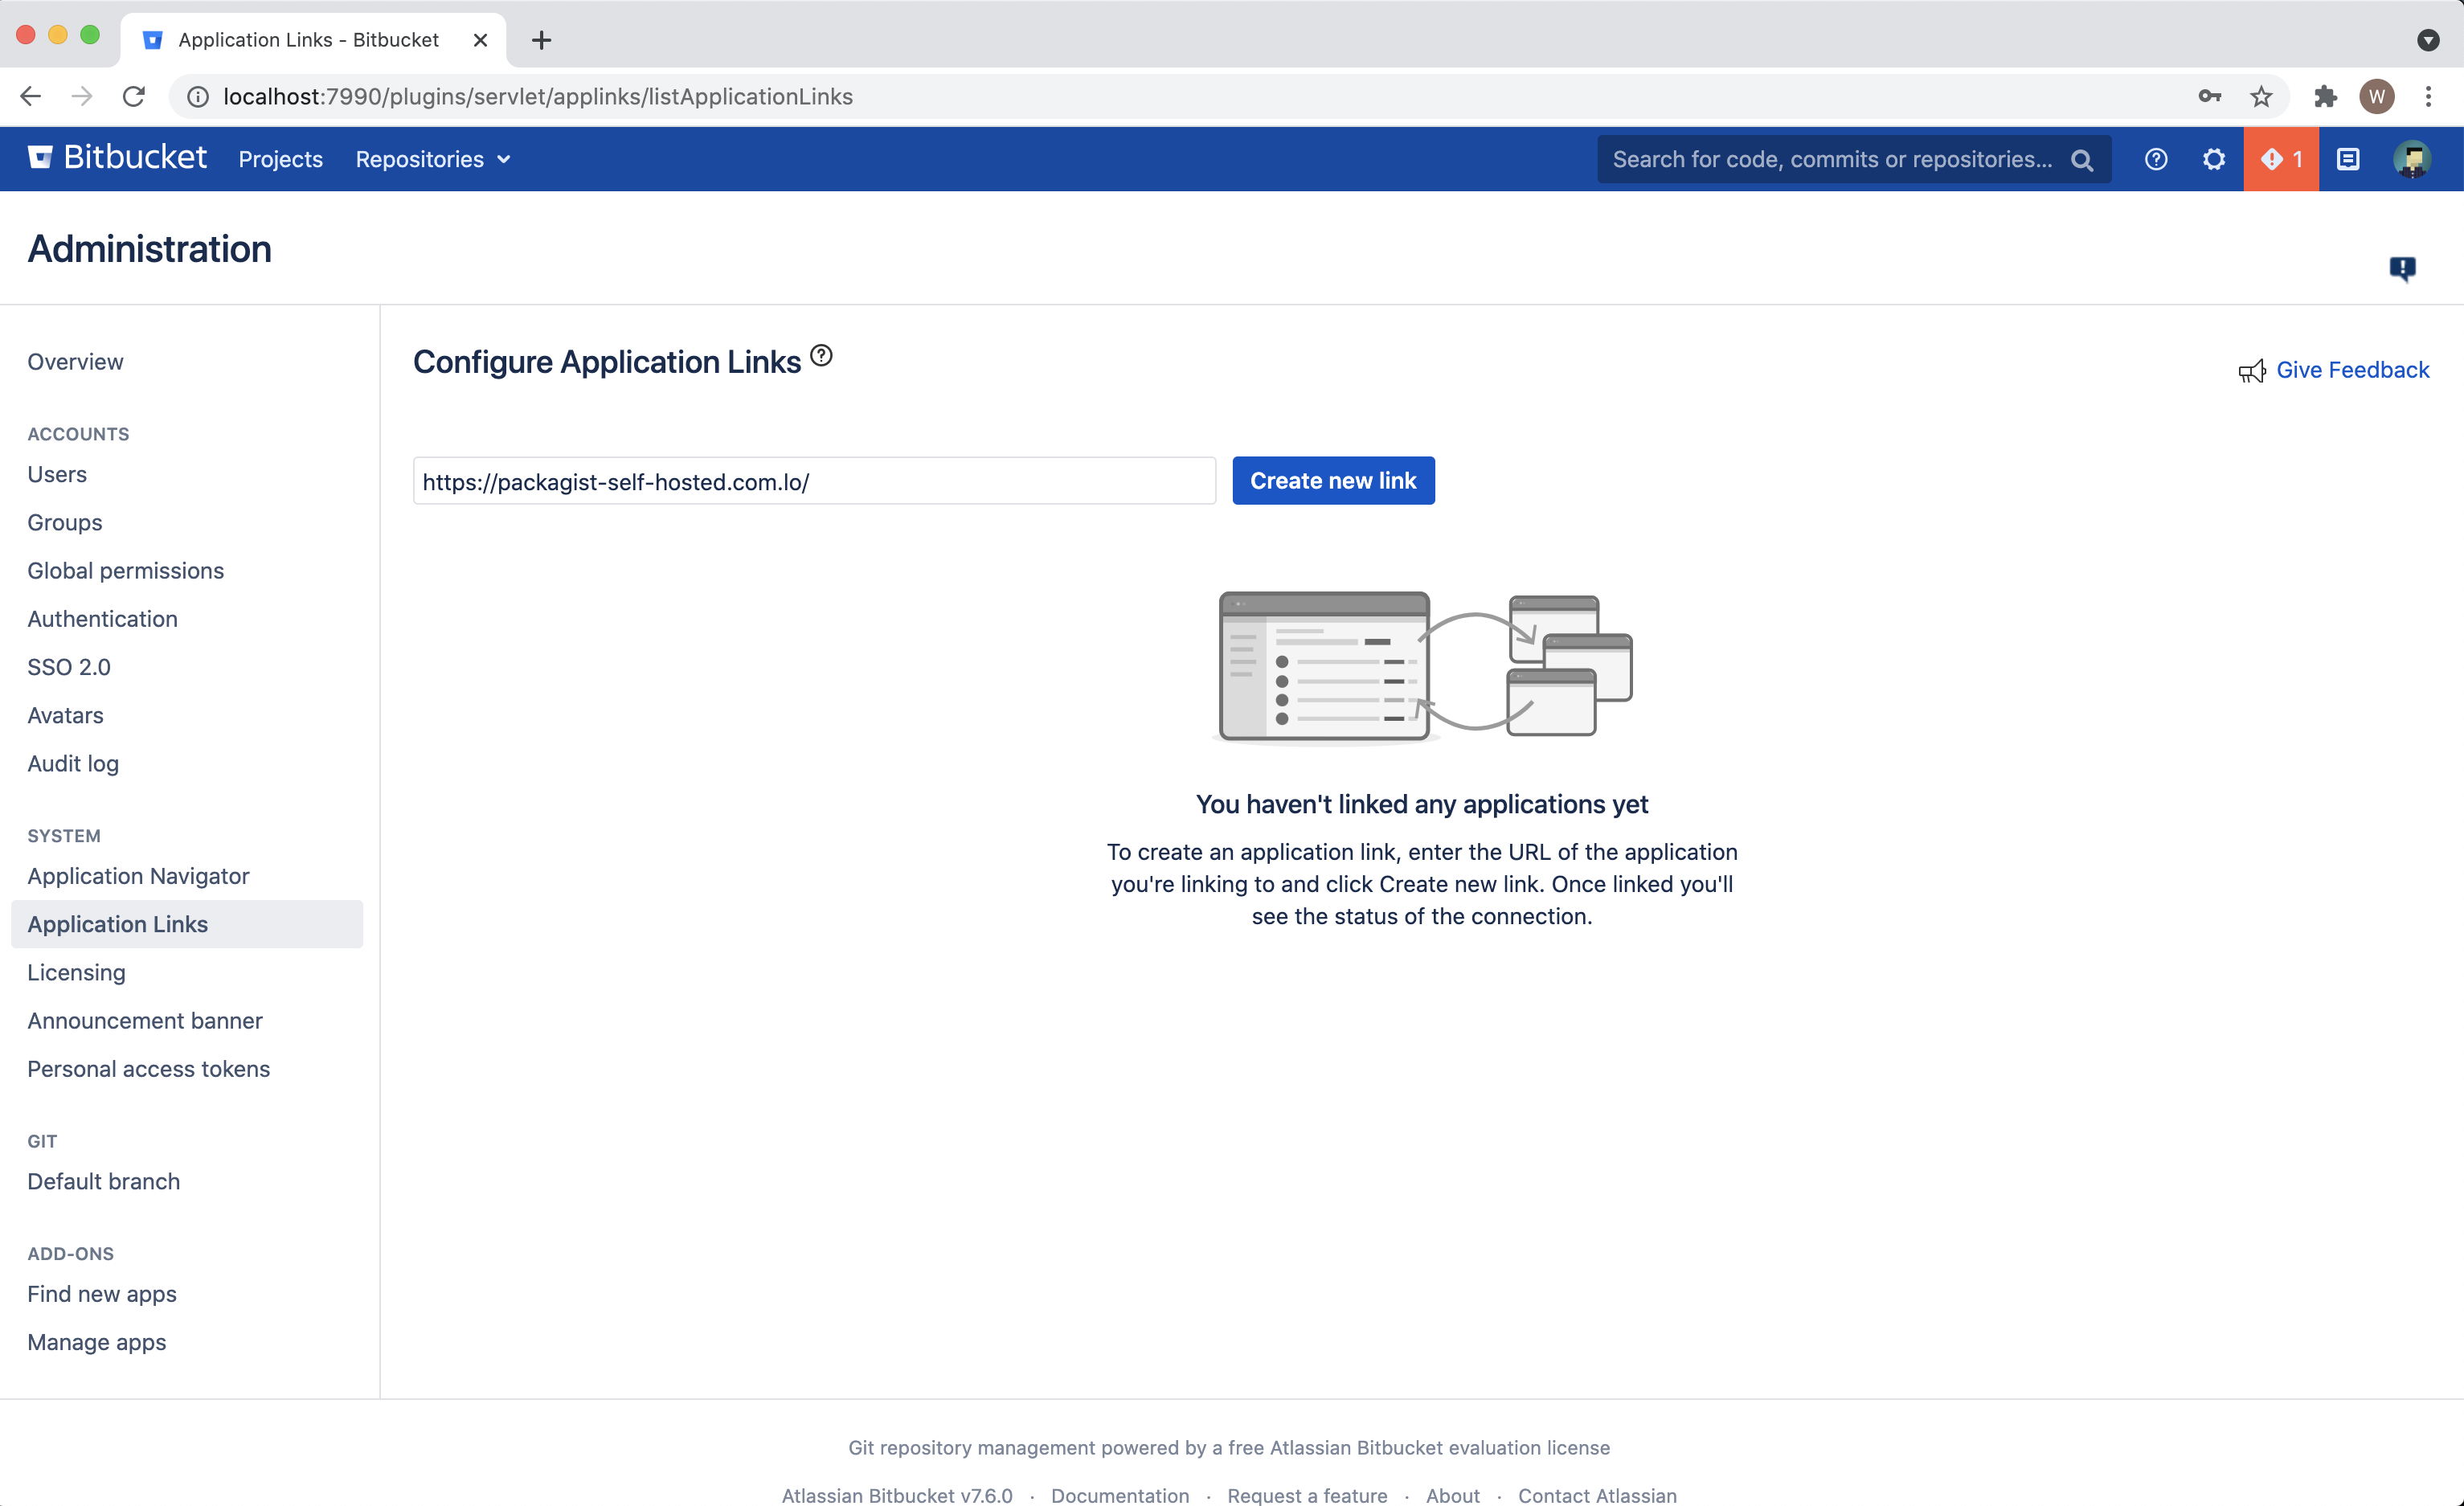 Application Links - Bitbucket
localhost:7990/plugins/servlet/applinks/listApplicationLinks
W
Bitbucket
Projects
Repositories
Search for code, commits or repositories...
1
Administration
Overview
ACCOUNTS
Users
Groups
Global permissions
Authentication
SSO 2.0
Avatars
Audit log
SYSTEM
Application Navigator
Application Links
Licensing
Announcement banner
Personal access tokens
GIT
Default branch
ADD-ONS
Find new apps
Manage apps
Configure Application Links
Give Feedback
https://packagist-self-hosted.com.lo/
Create new link
You haven't linked any applications yet
To create an application link, enter the URL of the application
you're linking to and click Create new link. Once linked you'll
see the status of the connection.
Git repository management powered by a free Atlassian Bitbucket evaluation license
Atlassian Bitbucket v7.6.0 · Documentation · Request a feature · About · Contact Atlassian